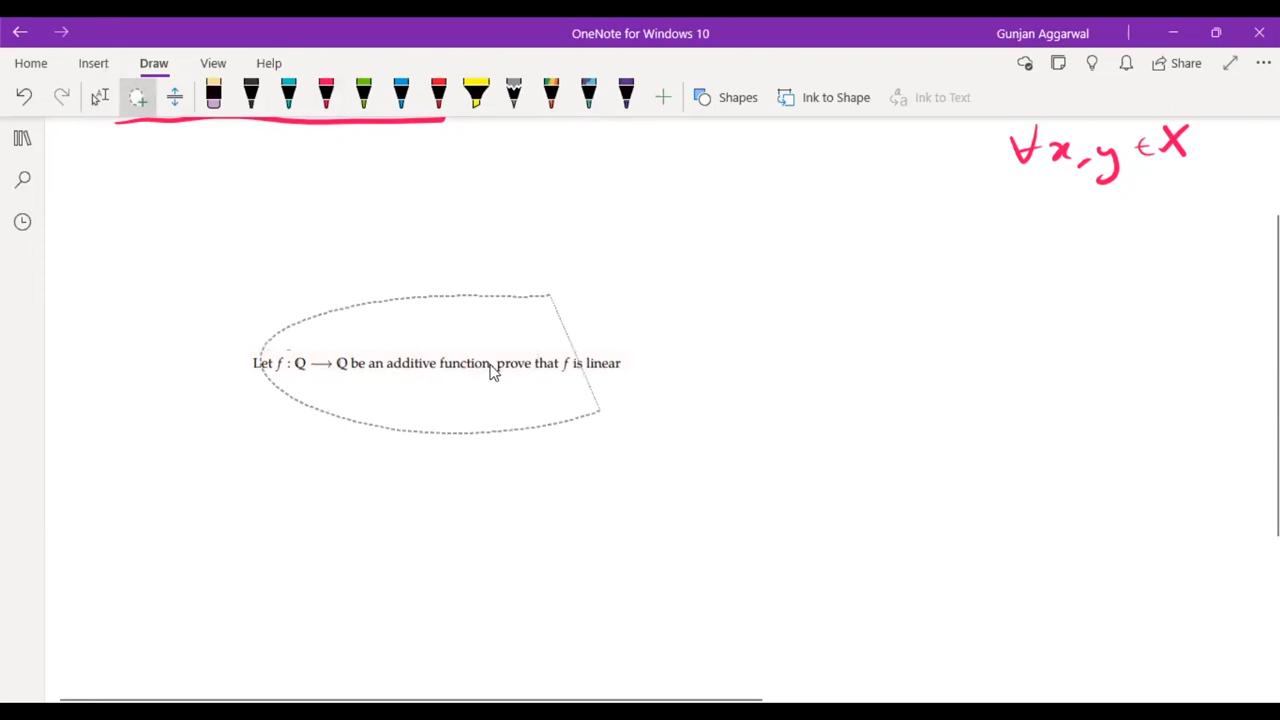 OneNote for Windows 10
Gunjan Aggarwal
Home Insert Draw View Help
Share
Shapes
Ink to Shape
Ink to Text
∀ x, y ∈ X
Let f : Q ⟶ Q be an additive function, prove that f is linear